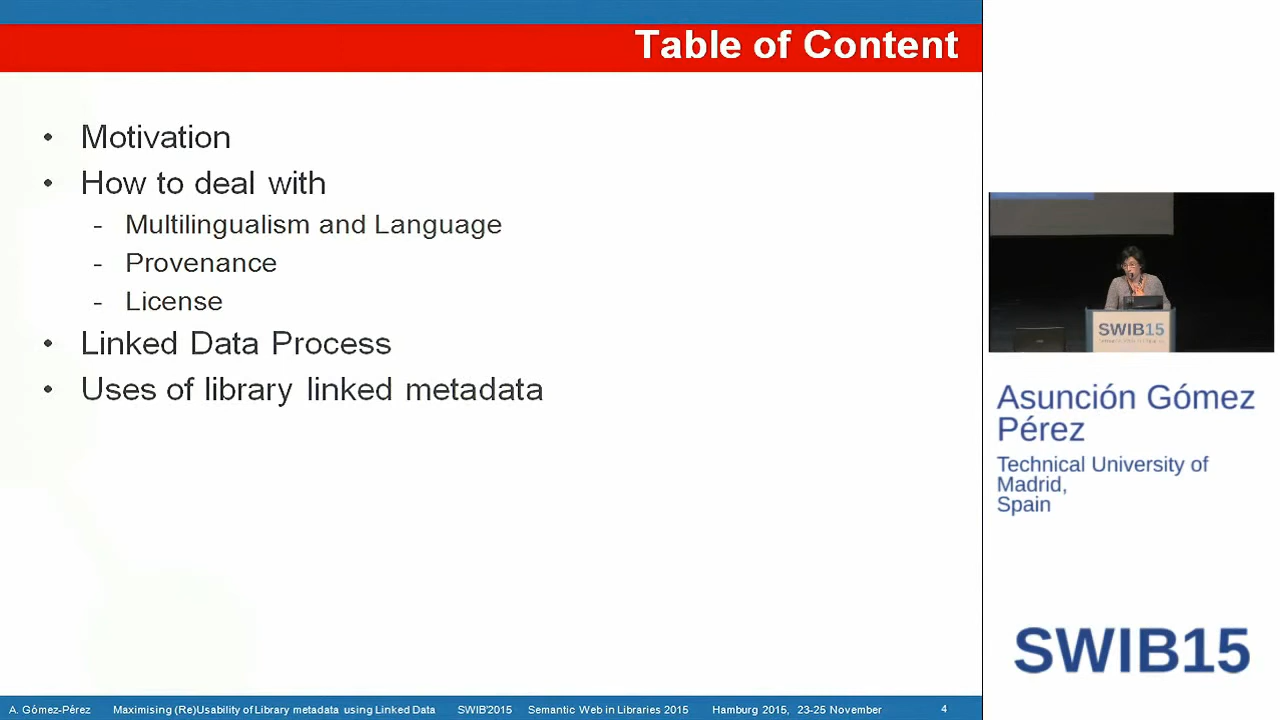 Table of Content
• Motivation
• How to deal with
- Multilingualism and Language
- Provenance
- License
• Linked Data Process
• Uses of library linked metadata
A. Gómez-Pérez Maximising (Re)Usability of Library metadata using Linked Data SWIB'2015 Semantic Web in Libraries 2015 Hamburg 2015, 23-25 November 4
SWIB15
Asunción Gómez
Pérez
Technical University of
Madrid,
Spain
SWIB15